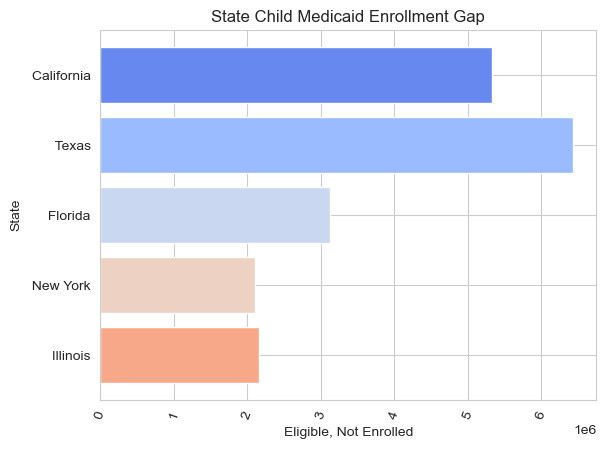 State Child Medicaid Enrollment Gap
State
California
Texas
Florida
New York
Illinois
0 1 2 3 4 5 6
1e6
Eligible, Not Enrolled